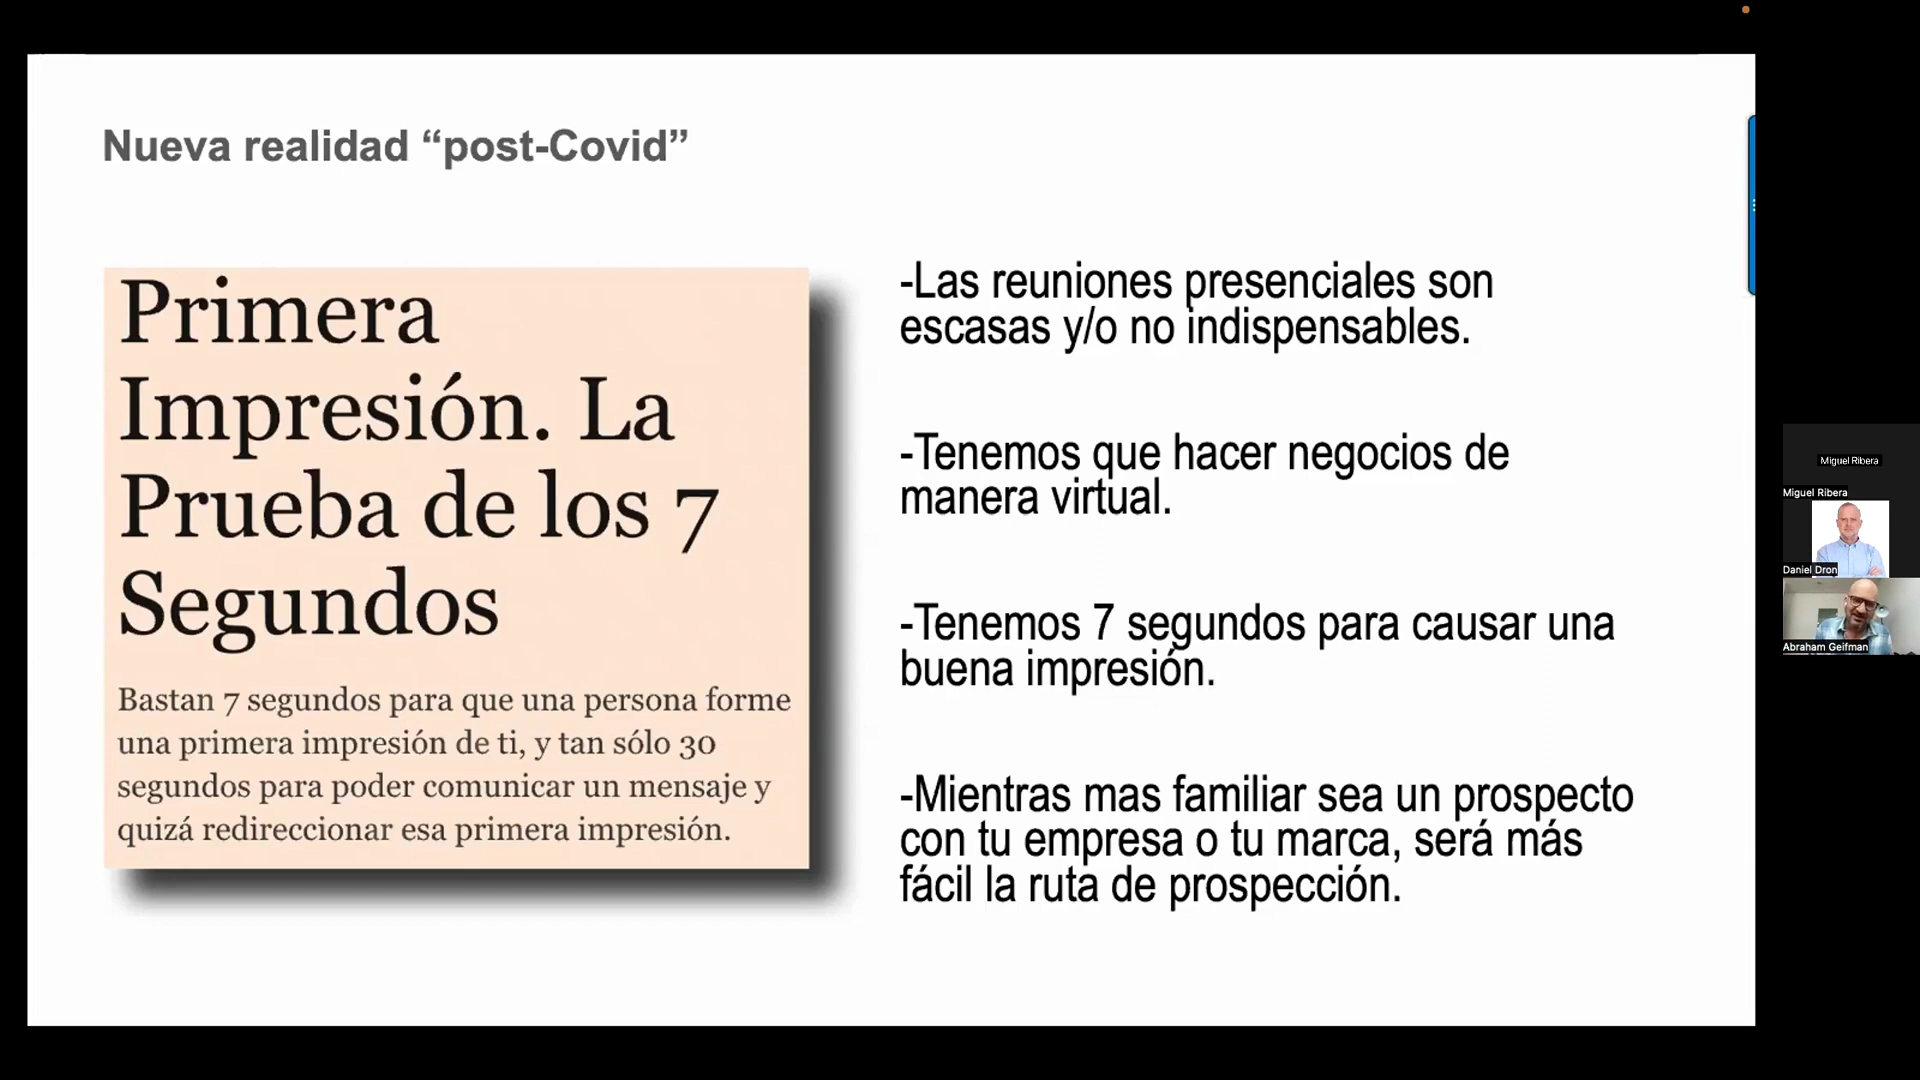 Nueva realidad “post-Covid”
Primera
Impresión. La
Prueba de los 7
Segundos
Bastan 7 segundos para que una persona forme
una primera impresión de ti, y tan sólo 30
segundos para poder comunicar un mensaje y
quizá redireccionar esa primera impresión.
-Las reuniones presenciales son
escasas y/o no indispensables.
-Tenemos que hacer negocios de
manera virtual.
-Tenemos 7 segundos para causar una
buena impresión.
-Mientras mas familiar sea un prospecto
con tu empresa o tu marca, será más
fácil la ruta de prospección.
Miguel Ribera
Miguel Ribera
Daniel Dron
Abraham Geifman